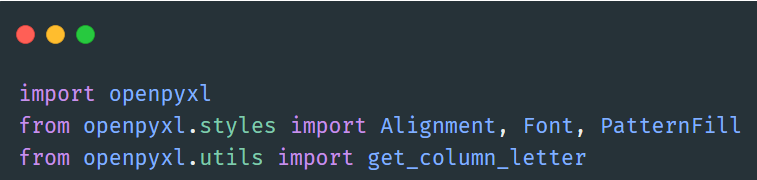 import openpyxl
from openpyxl.styles import Alignment, Font, PatternFill
from openpyxl.utils import get_column_letter